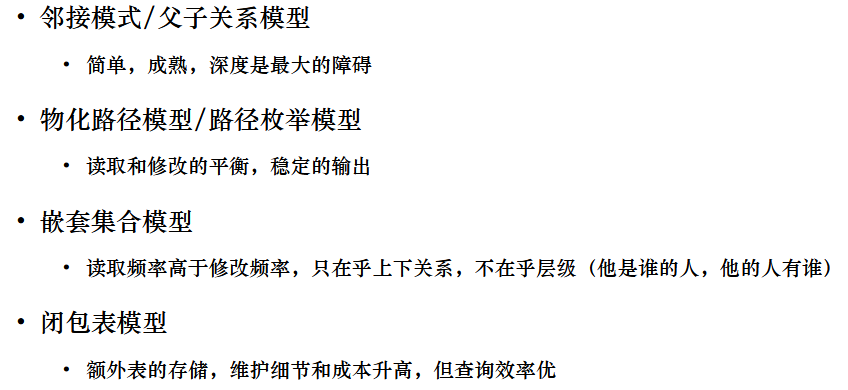 • 邻接模式/父子关系模型
• 简单，成熟，深度是最大的障碍
• 物化路径模型/路径枚举模型
• 读取和修改的平衡，稳定的输出
• 嵌套集合模型
• 读取频率高于修改频率，只在乎上下关系，不在乎层级（他是谁的人，他的人有谁）
• 闭包表模型
• 额外表的存储，维护细节和成本升高，但查询效率优